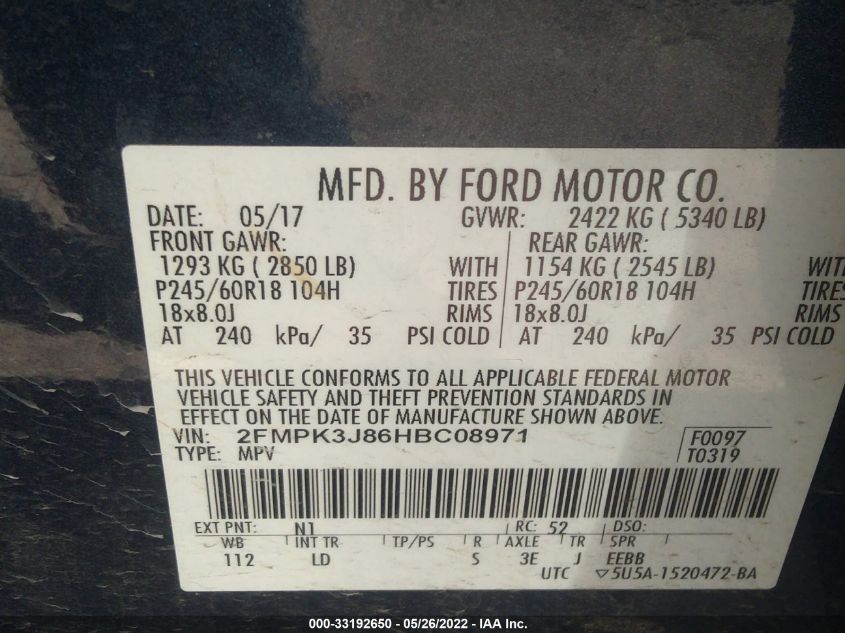 MFD. BY FORD MOTOR CO.
DATE: 05/17 GVWR: 2422 KG ( 5340 LB)
FRONT GAWR: REAR GAWR:
1293 KG ( 2850 LB) WITH 1154 KG ( 2545 LB) WIT
P245/60R18 104H TIRES P245/60R18 104H TIRES
18x8.0J RIMS 18x8.0J RIMS
AT 240 kPa/ 35 PSI COLD AT 240 kPa/ 35 PSI COLD
THIS VEHICLE CONFORMS TO ALL APPLICABLE FEDERAL MOTOR
VEHICLE SAFETY AND THEFT PREVENTION STANDARDS IN
EFFECT ON THE DATE OF MANUFACTURE SHOWN ABOVE.
VIN: 2FMPK3J86HBC08971 F0097
TYPE: MPV T0319
EXT PNT: N1 RC: 52 DSO:
WB INT TR TP/PS R AXLE TR SPR
112 LD S 3E J EEBB
UTC ▽5U5A-1520472-BA
000-33192650 - 05/26/2022 - IAA Inc.